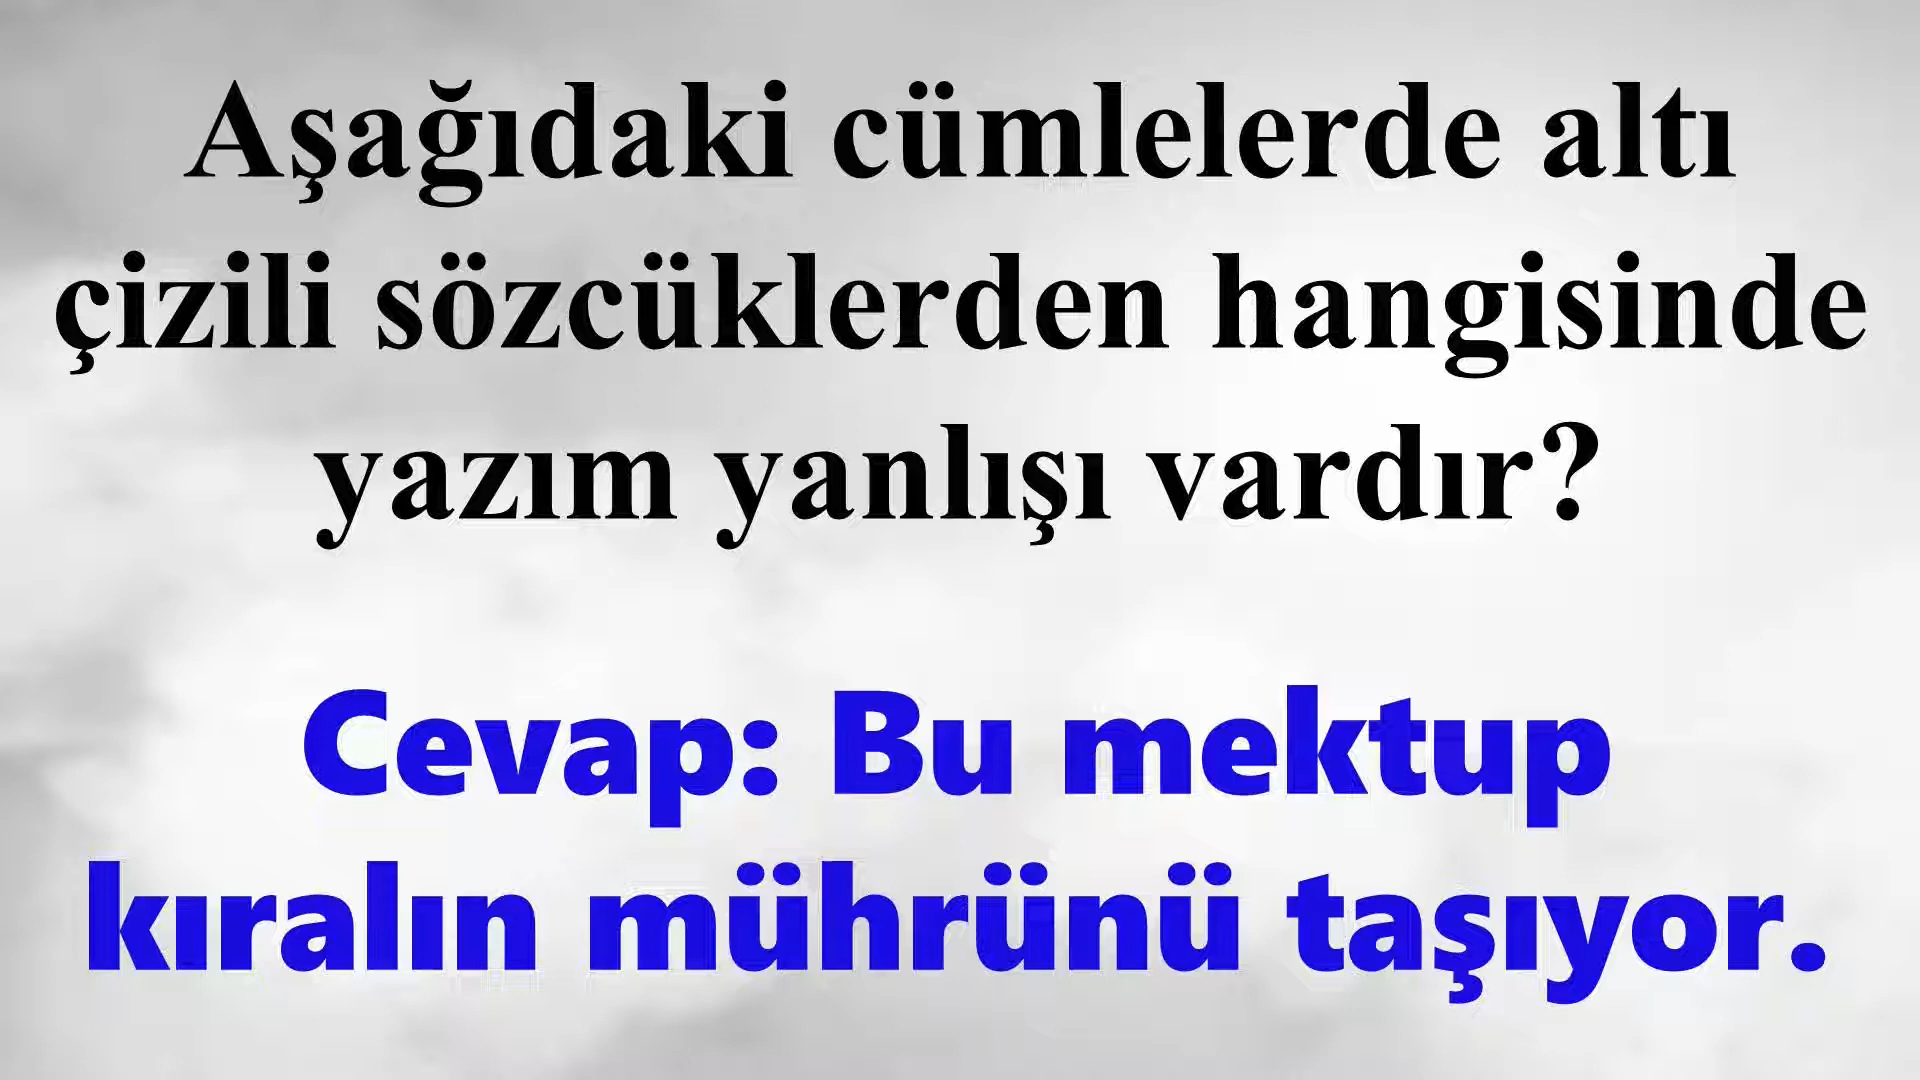 Aşağıdaki cümlelerde altı
çizili sözcüklerden hangisinde
yazım yanlışı vardır?
Cevap: Bu mektup
kıralın mührünü taşıyor.